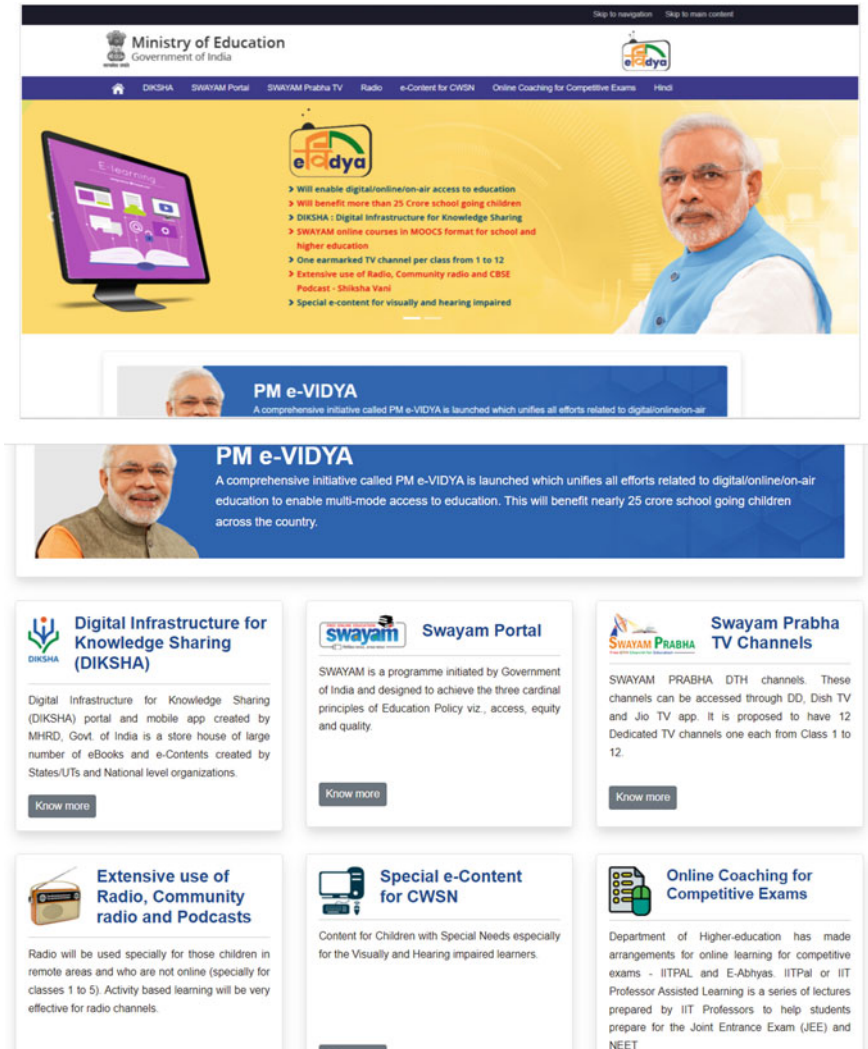 Skip to navigation Skip to main content
Ministry of Education
Government of India
सत्यमेव जयते
eविdya
DIKSHA SWAYAM Portal SWAYAM Prabha TV Radio e-Content for CWSN Online Coaching for Competitive Exams Hindi
E-learning
eविdya
Will enable digital/online/on-air access to education
Will benefit more than 25 Crore school going children
DIKSHA : Digital Infrastructure for Knowledge Sharing
SWAYAM online courses in MOOCS format for school and
higher education
One earmarked TV channel per class from 1 to 12
Extensive use of Radio, Community radio and CBSE
Podcast - Shiksha Vani
Special e-content for visually and hearing impaired
PM e-VIDYA
A comprehensive initiative called PM e-VIDYA is launched which unifies all efforts related to digital/online/on-air
PM e-VIDYA
A comprehensive initiative called PM e-VIDYA is launched which unifies all efforts related to digital/online/on-air
education to enable multi-mode access to education. This will benefit nearly 25 crore school going children
across the country.
DIKSHA
Digital Infrastructure for
Knowledge Sharing
(DIKSHA)
Digital Infrastructure for Knowledge Sharing
(DIKSHA) portal and mobile app created by
MHRD, Govt. of India is a store house of large
number of eBooks and e-Contents created by
States/UTs and National level organizations.
Know more
swayam
Swayam Portal
SWAYAM is a programme initiated by Government
of India and designed to achieve the three cardinal
principles of Education Policy viz., access, equity
and quality.
Know more
SWAYAM PRABHA
Swayam Prabha
TV Channels
SWAYAM PRABHA DTH channels. These
channels can be accessed through DD, Dish TV
and Jio TV app. It is proposed to have 12
Dedicated TV channels one each from Class 1 to
12.
Know more
Extensive use of
Radio, Community
radio and Podcasts
Radio will be used specially for those children in
remote areas and who are not online (specially for
classes 1 to 5). Activity based learning will be very
effective for radio channels.
Special e-Content
for CWSN
Content for Children with Special Needs especially
for the Visually and Hearing impaired learners.
Online Coaching for
Competitive Exams
Department of Higher-education has made
arrangements for online learning for competitive
exams - IITPAL and E-Abhyas. IITPal or IIT
Professor Assisted Learning is a series of lectures
prepared by IIT Professors to help students
prepare for the Joint Entrance Exam (JEE) and
NEET